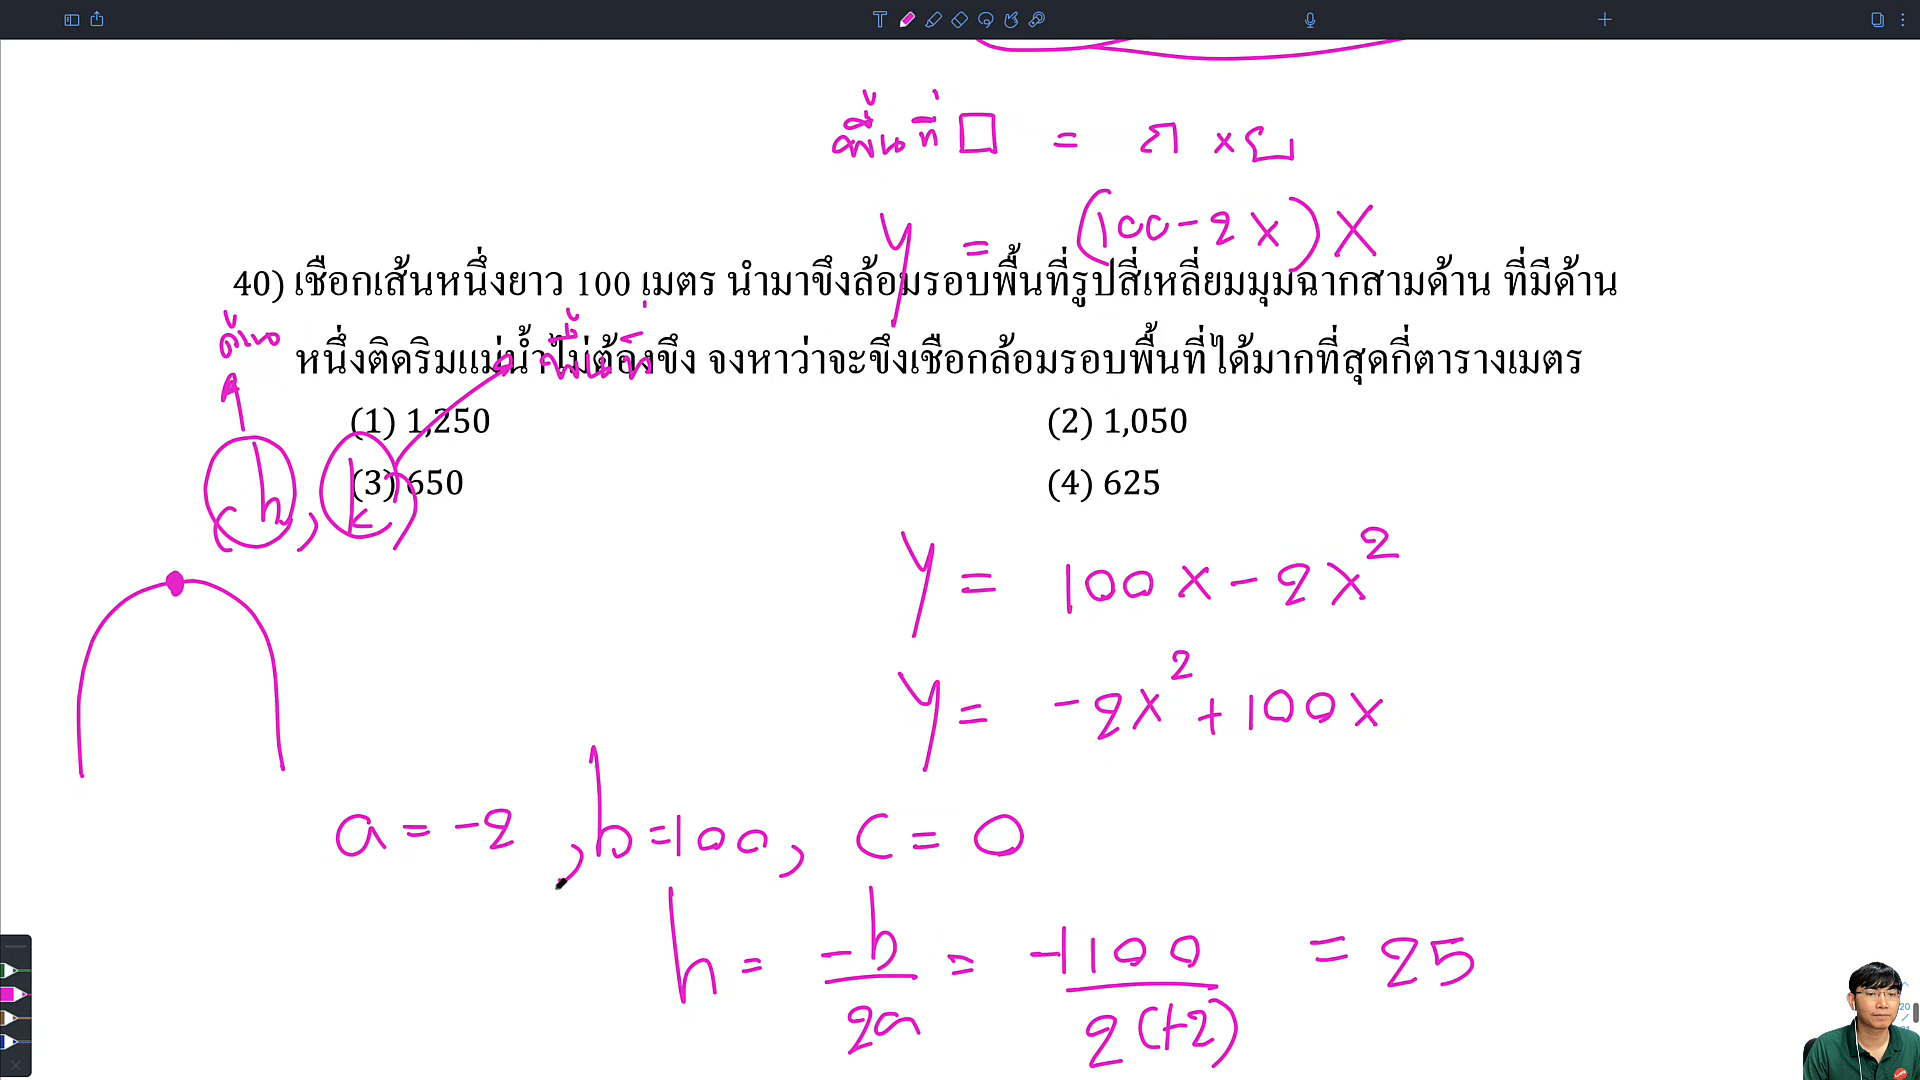 พื้นที่ □ = ก x ย
y = (100-2x)x
40) เชือกเส้นหนึ่งยาว 100 เมตร นำมาขึงล้อมรอบพื้นที่รูปสี่เหลี่ยมมุมฉากสามด้าน ที่มีด้าน
หนึ่งติดริมแม่น้ำไม่ต้องขึง จงหาว่าจะขึงเชือกล้อมรอบพื้นที่ได้มากที่สุดกี่ตารางเมตร
ด้าน
พื้นที่
(1) 1,250 (2) 1,050
(3) 650 (4) 625
(h, k)
y = 100x - 2x²
y = -2x² + 100x
a = -2, b = 100, c = 0
h = -b/2a = -100/2(-2) = 25